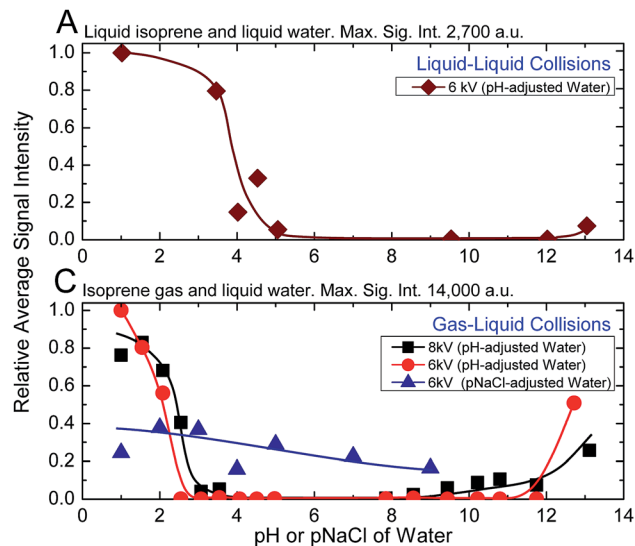 A
Liquid isoprene and liquid water. Max. Sig. Int. 2,700 a.u.
Liquid-Liquid Collisions
6 kV (pH-adjusted Water)
1.0
0.8
0.6
0.4
0.2
0.0
0 2 4 6 8 10 12 14
Relative Average Signal Intensity
C
Isoprene gas and liquid water. Max. Sig. Int. 14,000 a.u.
Gas-Liquid Collisions
8kV (pH-adjusted Water)
6kV (pH-adjusted Water)
6kV (pNaCl-adjusted Water)
1.0
0.8
0.6
0.4
0.2
0.0
0 2 4 6 8 10 12 14
pH or pNaCl of Water